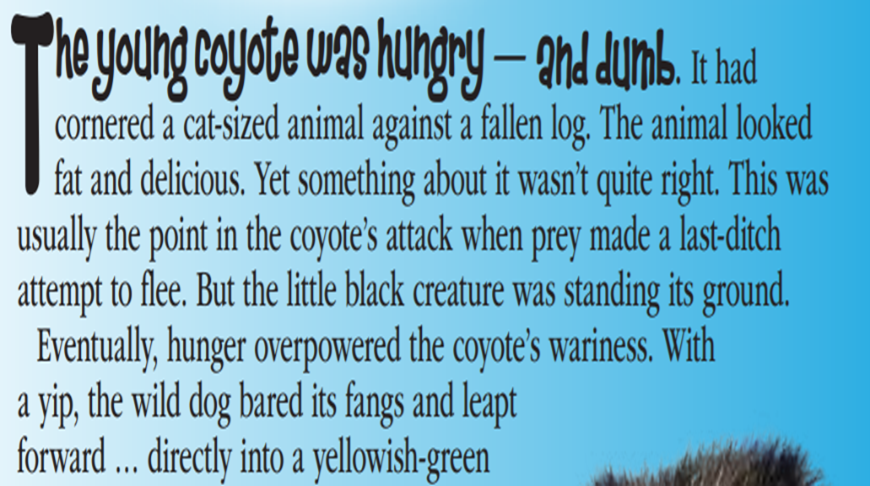 The young coyote was hungry — and dumb. It had
cornered a cat-sized animal against a fallen log. The animal looked
fat and delicious. Yet something about it wasn’t quite right. This was
usually the point in the coyote’s attack when prey made a last-ditch
attempt to flee. But the little black creature was standing its ground.
Eventually, hunger overpowered the coyote’s wariness. With
a yip, the wild dog bared its fangs and leapt
forward ... directly into a yellowish-green